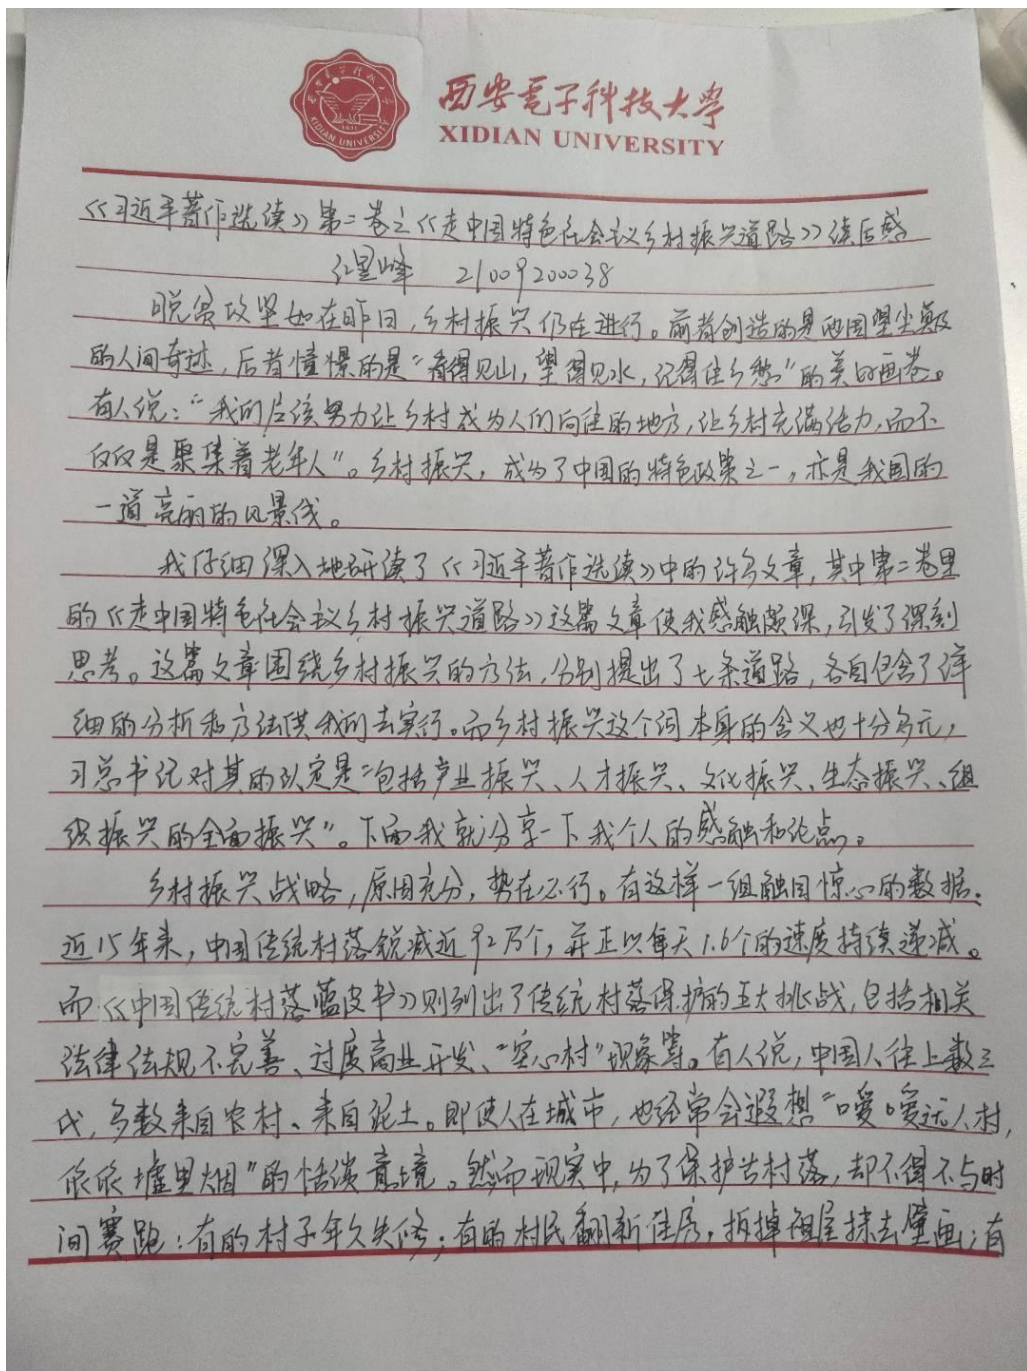 西安電子科技大學
XIDIAN UNIVERSITY
XIDIAN UNIVERSITY
1931
《习近平著作选读》第二卷之《走中国特色社会主义乡村振兴道路》读后感
江星峰 21009200038
脱贫攻坚如在昨日，乡村振兴仍在进行。前者创造的是
的人间奇迹，后者憧憬的是“看得见山，望得见水，记得住乡愁”的美好画卷。
有人说：“我们应该努力让乡村成为人们向往的地方，让乡村充满活力，而不
仅仅是聚集着老年人”。乡村振兴，成为了中国的特色政策之一，亦是我国的
一道亮丽的风景线。
我仔细深入地研读了《习近平著作选读》中的许多文章，其中第二卷里
的《走中国特色社会主义乡村振兴道路》这篇文章使我感触颇深，引发了深刻
思考。这篇文章围绕乡村振兴的方法，分别提出了七条道路，各自包含了详
细的分析和方法供我们去实行。而乡村振兴这个词本身的含义也十分多元，
习总书记对其的认定是“包括产业振兴、人才振兴、文化振兴、生态振兴、组
织振兴的全面振兴”。下面我就分享一下我个人的感触和论点。
乡村振兴战略，原因充分，势在必行。有这样一组触目惊心的数据：
近15年来，中国传统村落锐减近92万个，并正以每天1.6个的速度持续递减。
而《中国传统村落蓝皮书》则列出了传统村落保护的五大挑战，包括相关
法律法规不完善、过度商业开发、“空心村”现象等。有人说，中国人往上数三
代，多数来自农村、来自泥土。即使人在城市，也经常会遐想“嗳嗳远人村，
依依墟里烟”的恬淡意境。然而现实中，为了保护古村落，却不得不与时
间赛跑：有的村子年久失修；有的村民翻新住房，拆掉祖屋抹去壁画；有